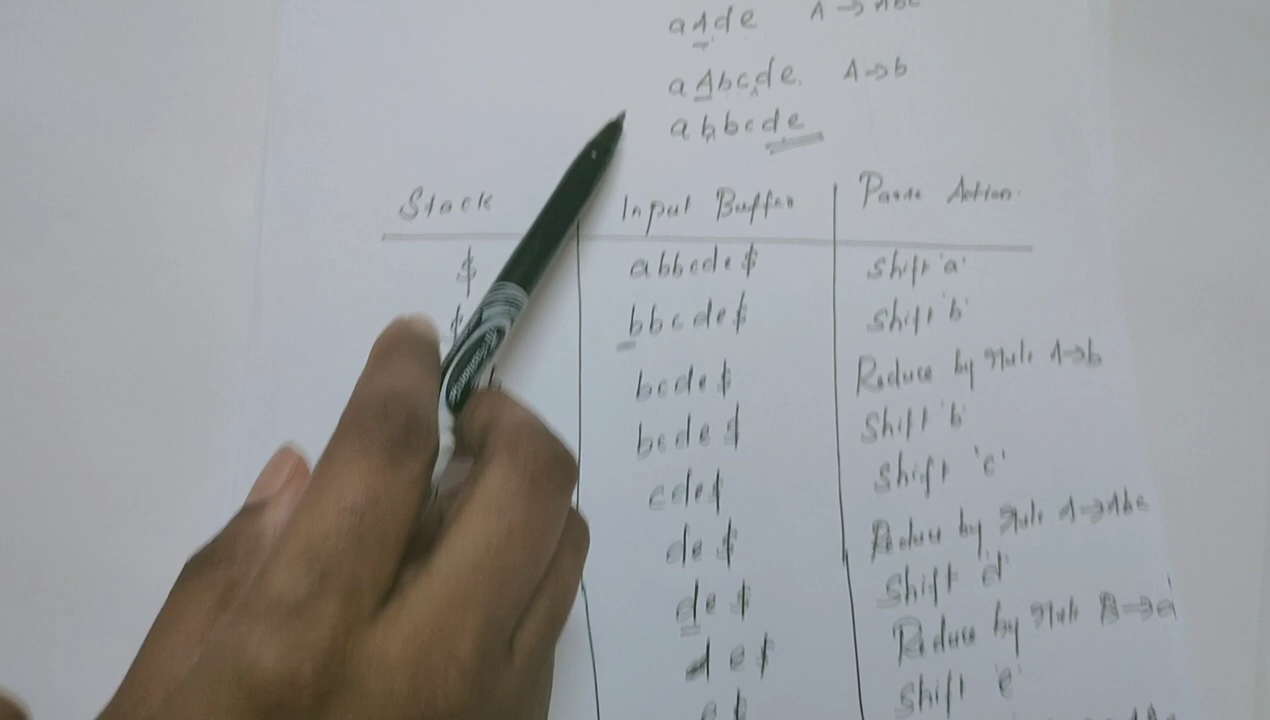 aAde A → Abc
aAbcde. A→b
abbcde
Stack Input Buffer Parse Action
$ abbcde$ Shift 'a'
$ bbcde$ Shift 'b'
bcde$ Reduce by rule A→b
bcde$ Shift 'b'
cde$ Shift 'c'
de$ Reduce by rule A→Abc
de$ Shift 'd'
e$ Reduce by rule B→d
e$ Shift 'e'